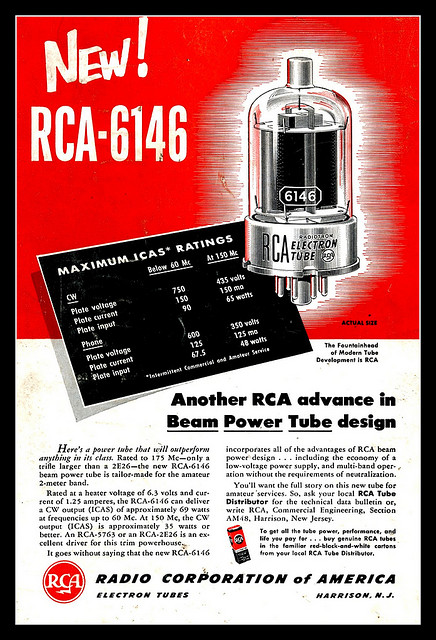 NEW!
RCA-6146
6146
RCA RADIOTRON
ELECTRON
TUBE RCA
MAXIMUM ICAS* RATINGS
Below 60 Mc At 150 Mc
CW
Plate voltage 750 435 volts
Plate current 150 150 ma
Plate input 90 65 watts
Phone
Plate voltage 600 350 volts
Plate current 125 125 ma
Plate input 67.5 48 watts
*Intermittent Commercial and Amateur Service
ACTUAL SIZE
The Fountainhead
of Modern Tube
Development is RCA
Another RCA advance in
Beam Power Tube design
Here's a power tube that will outperform
anything in its class. Rated to 175 Mc—only a
trifle larger than a 2E26—the new RCA-6146
beam power tube is tailor-made for the amateur
2-meter band.
Rated at a heater voltage of 6.3 volts and cur-
rent of 1.25 amperes, the RCA-6146 can deliver
a CW output (ICAS) of approximately 69 watts
at frequencies up to 60 Mc. At 150 Mc, the CW
output (ICAS) is approximately 35 watts or
better. An RCA-5763 or an RCA-2E26 is an ex-
cellent driver for this trim powerhouse.
It goes without saying that the new RCA-6146
incorporates all of the advantages of RCA beam
power design . . . including the economy of a
low-voltage power supply, and multi-band oper-
ation without the requirements of neutralization.
You'll want the full story on this new tube for
amateur services. So, ask your local RCA Tube
Distributor for the technical data bulletin or,
write RCA, Commercial Engineering, Section
AM48, Harrison, New Jersey.
To get all the tube power, performance, and
life you pay for . . . buy genuine RCA tubes
in the familiar red-black-and-white cartons
from your local RCA Tube Distributor.
RCA
RADIO CORPORATION of AMERICA
ELECTRON TUBES HARRISON, N.J.